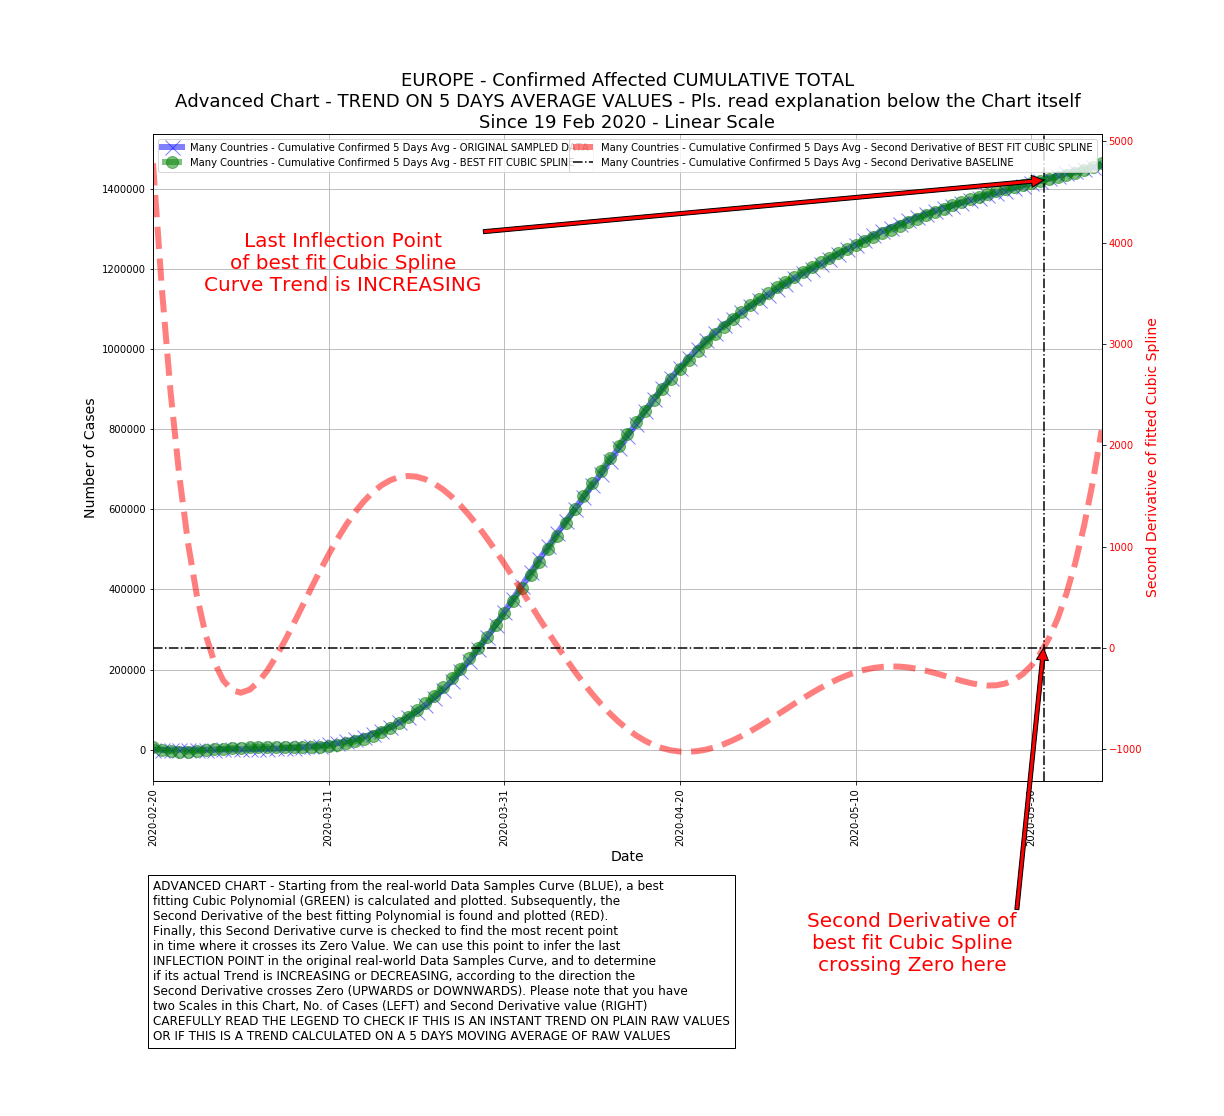 EUROPE - Confirmed Affected CUMULATIVE TOTAL
Advanced Chart - TREND ON 5 DAYS AVERAGE VALUES - Pls. read explanation below the Chart itself
Since 19 Feb 2020 - Linear Scale
Many Countries - Cumulative Confirmed 5 Days Avg - ORIGINAL SAMPLED DATA
Many Countries - Cumulative Confirmed 5 Days Avg - BEST FIT CUBIC SPLINE
Many Countries - Cumulative Confirmed 5 Days Avg - Second Derivative of BEST FIT CUBIC SPLINE
Many Countries - Cumulative Confirmed 5 Days Avg - Second Derivative BASELINE
Last Inflection Point
of best fit Cubic Spline
Curve Trend is INCREASING
Number of Cases
1400000
1200000
1000000
800000
600000
400000
200000
0
Second Derivative of fitted Cubic Spline
5000
4000
3000
2000
1000
0
−1000
2020-02-20
2020-03-11
2020-03-31
2020-04-20
2020-05-10
2020-05-30
Date
Second Derivative of
best fit Cubic Spline
crossing Zero here
ADVANCED CHART - Starting from the real-world Data Samples Curve (BLUE), a best
fitting Cubic Polynomial (GREEN) is calculated and plotted. Subsequently, the
Second Derivative of the best fitting Polynomial is found and plotted (RED).
Finally, this Second Derivative curve is checked to find the most recent point
in time where it crosses its Zero Value. We can use this point to infer the last
INFLECTION POINT in the original real-world Data Samples Curve, and to determine
if its actual Trend is INCREASING or DECREASING, according to the direction the
Second Derivative crosses Zero (UPWARDS or DOWNWARDS). Please note that you have
two Scales in this Chart, No. of Cases (LEFT) and Second Derivative value (RIGHT)
CAREFULLY READ THE LEGEND TO CHECK IF THIS IS AN INSTANT TREND ON PLAIN RAW VALUES
OR IF THIS IS A TREND CALCULATED ON A 5 DAYS MOVING AVERAGE OF RAW VALUES